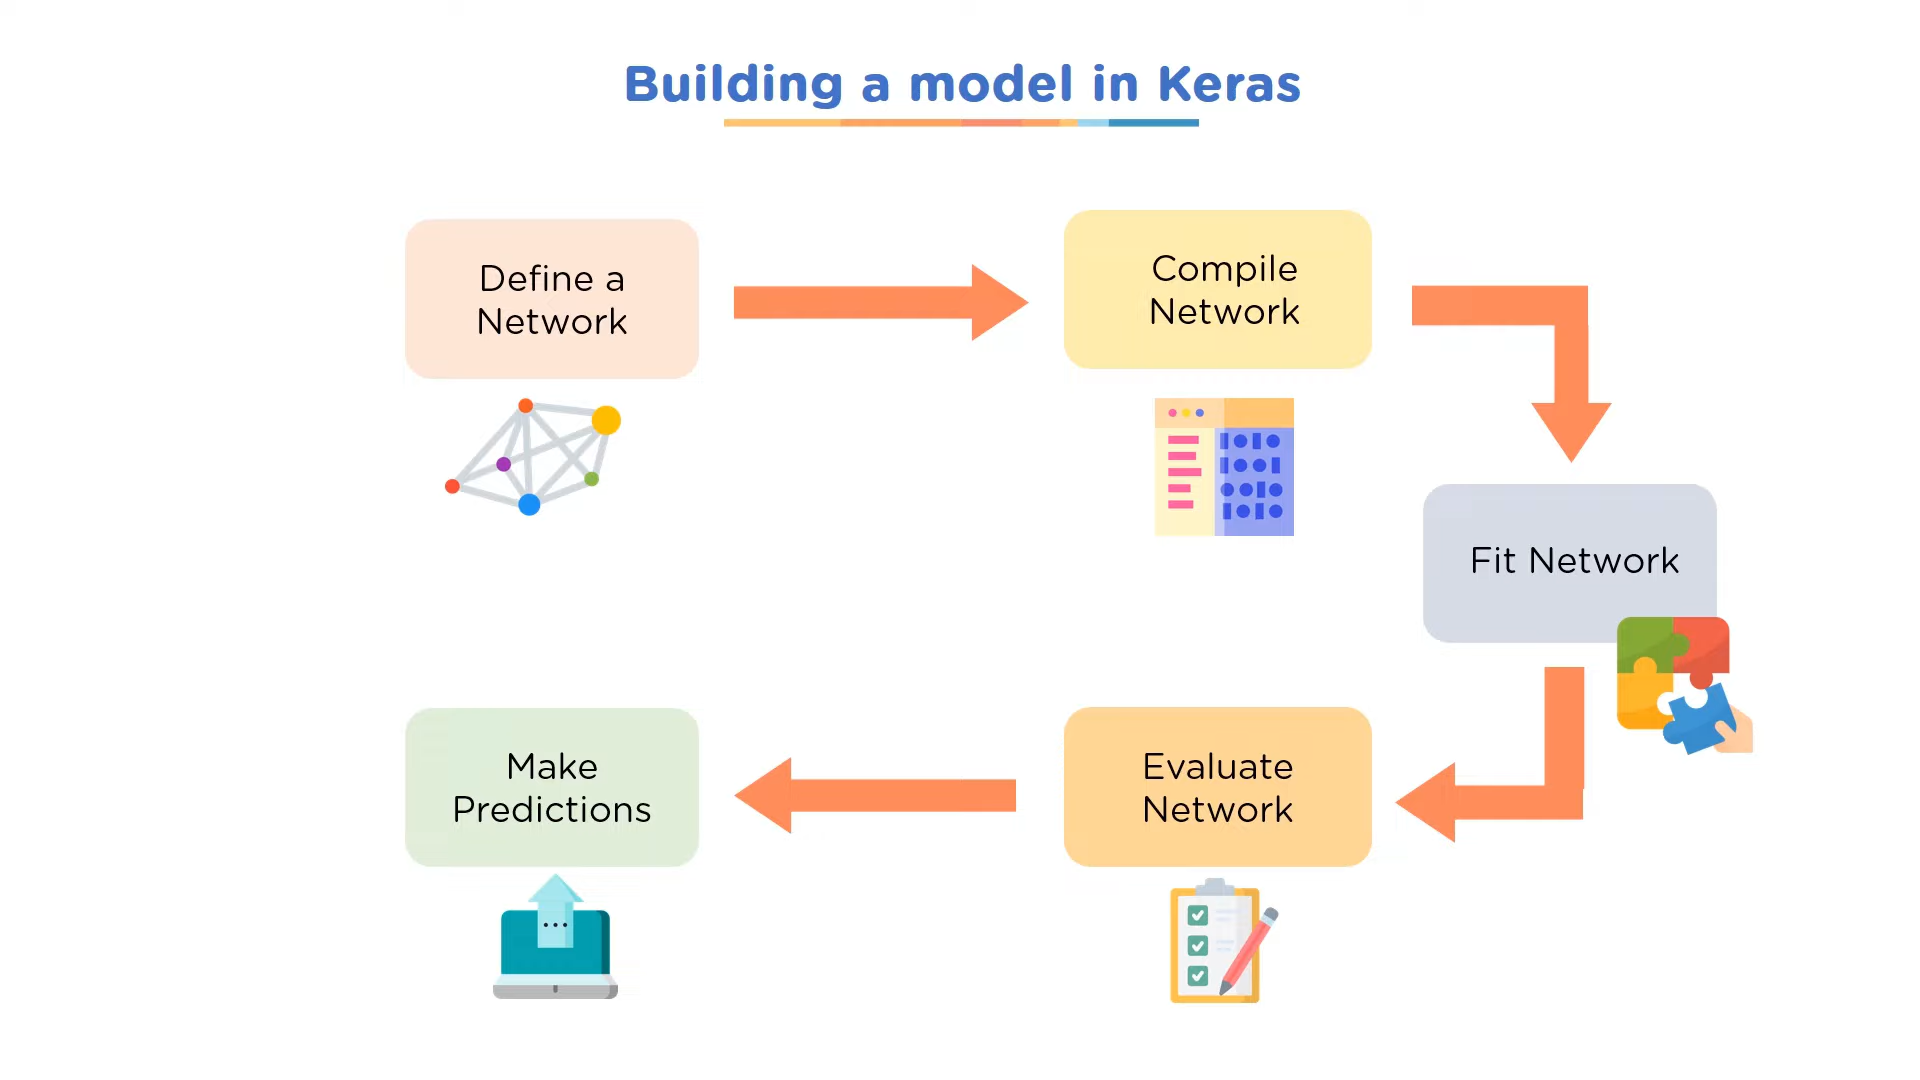 Building a model in Keras
Define a
Network
Compile
Network
Fit Network
Evaluate
Network
Make
Predictions